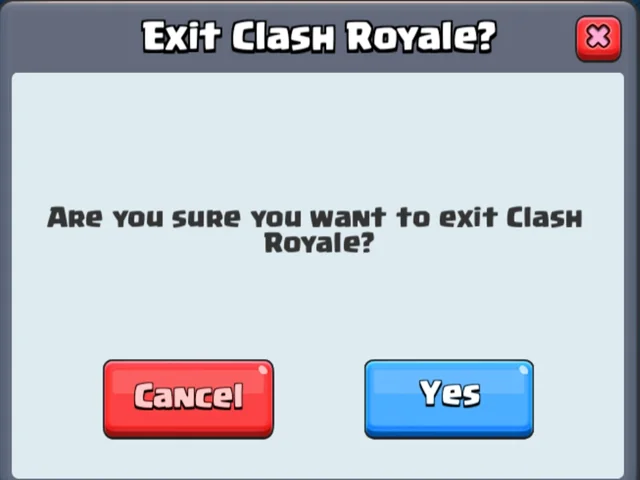 Exit Clash Royale?
Are you sure you want to exit Clash
Royale?
Cancel
Yes